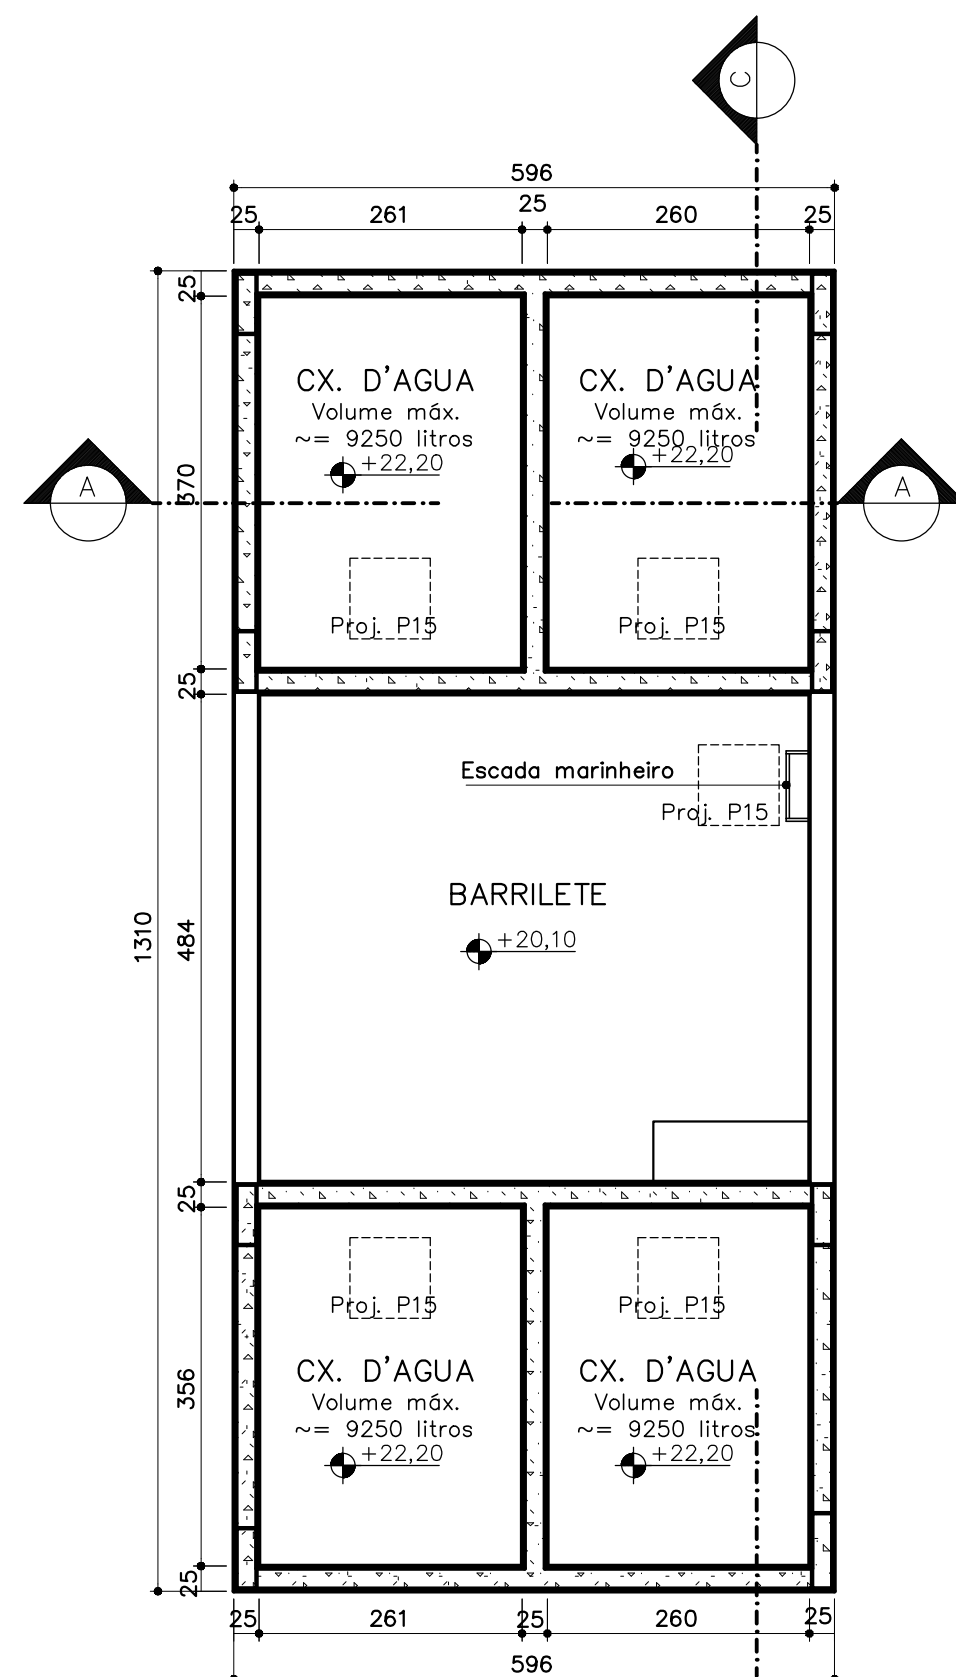 C
596
25 261 25 260 25
25
CX. D'AGUA
Volume máx.
~= 9250 litros
+22,20
CX. D'AGUA
Volume máx.
~= 9250 litros
+22,20
A
370
A
Proj. P15
Proj. P15
25
Escada marinheiro
Proj. P15
BARRILETE
+20,10
1310
484
25
Proj. P15
Proj. P15
CX. D'AGUA
Volume máx.
~= 9250 litros
+22,20
CX. D'AGUA
Volume máx.
~= 9250 litros
+22,20
356
25
25 261 25 260 25
596